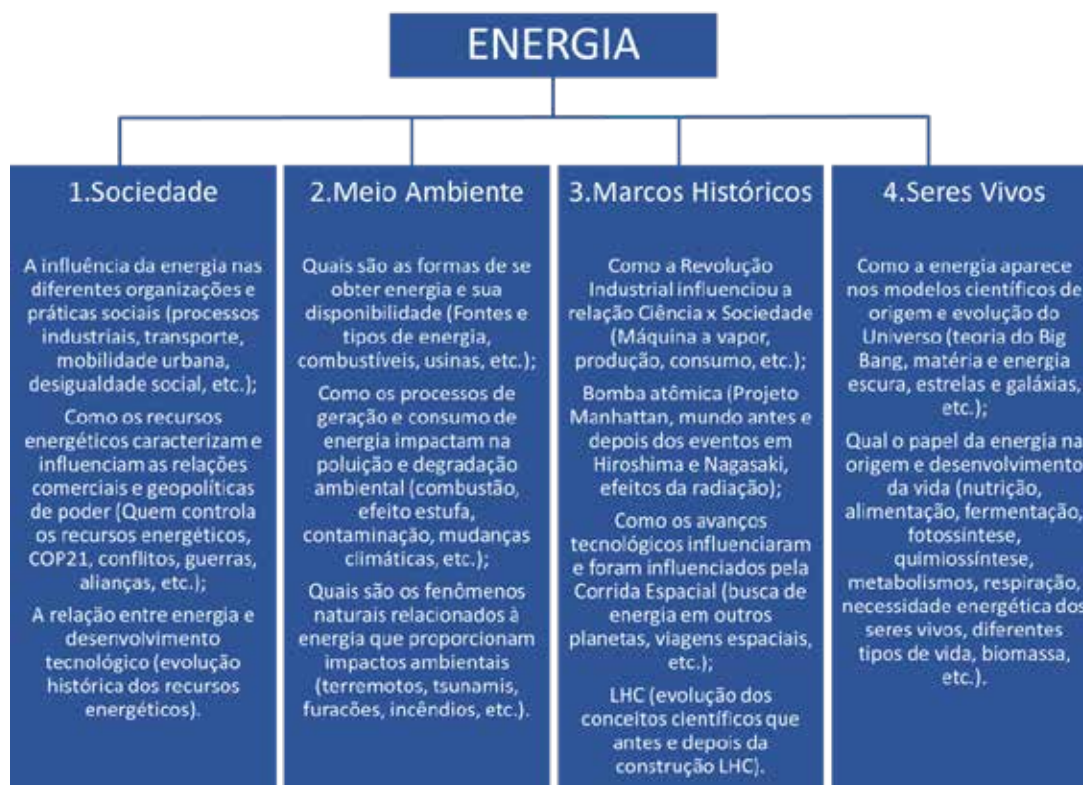 ENERGIA
1.Sociedade
A influência da energia nas
diferentes organizações e
práticas sociais (processos
industriais, transporte,
mobilidade urbana,
desigualdade social, etc.);
Como os recursos
energéticos caracterizam e
influenciam as relações
comerciais e geopolíticas
de poder (Quem controla
os recursos energéticos,
COP21, conflitos, guerras,
alianças, etc.);
A relação entre energia e
desenvolvimento
tecnológico (evolução
histórica dos recursos
energéticos).
2.Meio Ambiente
Quais são as formas de se
obter energia e sua
disponibilidade (Fontes e
tipos de energia,
combustíveis, usinas, etc.);
Como os processos de
geração e consumo de
energia impactam na
poluição e degradação
ambiental (combustão,
efeito estufa,
contaminação, mudanças
climáticas, etc.);
Quais são os fenômenos
naturais relacionados à
energia que proporcionam
impactos ambientais
(terremotos, tsunamis,
furacões, incêndios, etc.).
3.Marcos Históricos
Como a Revolução
Industrial influenciou a
relação Ciência x Sociedade
(Máquina a vapor,
produção, consumo, etc.);
Bomba atômica (Projeto
Manhattan, mundo antes e
depois dos eventos em
Hiroshima e Nagasaki,
efeitos da radiação);
Como os avanços
tecnológicos influenciaram
e foram influenciados pela
Corrida Espacial (busca de
energia em outros
planetas, viagens espaciais,
etc.);
LHC (evolução dos
conceitos científicos que
antes e depois da
construção LHC).
4.Seres Vivos
Como a energia aparece
nos modelos científicos de
origem e evolução do
Universo (teoria do Big
Bang, matéria e energia
escura, estrelas e galáxias,
etc.);
Qual o papel da energia na
origem e desenvolvimento
da vida (nutrição,
alimentação, fermentação,
fotossíntese,
quimiossíntese,
metabolismos, respiração,
necessidade energética dos
seres vivos, diferentes
tipos de vida, biomassa,
etc.).